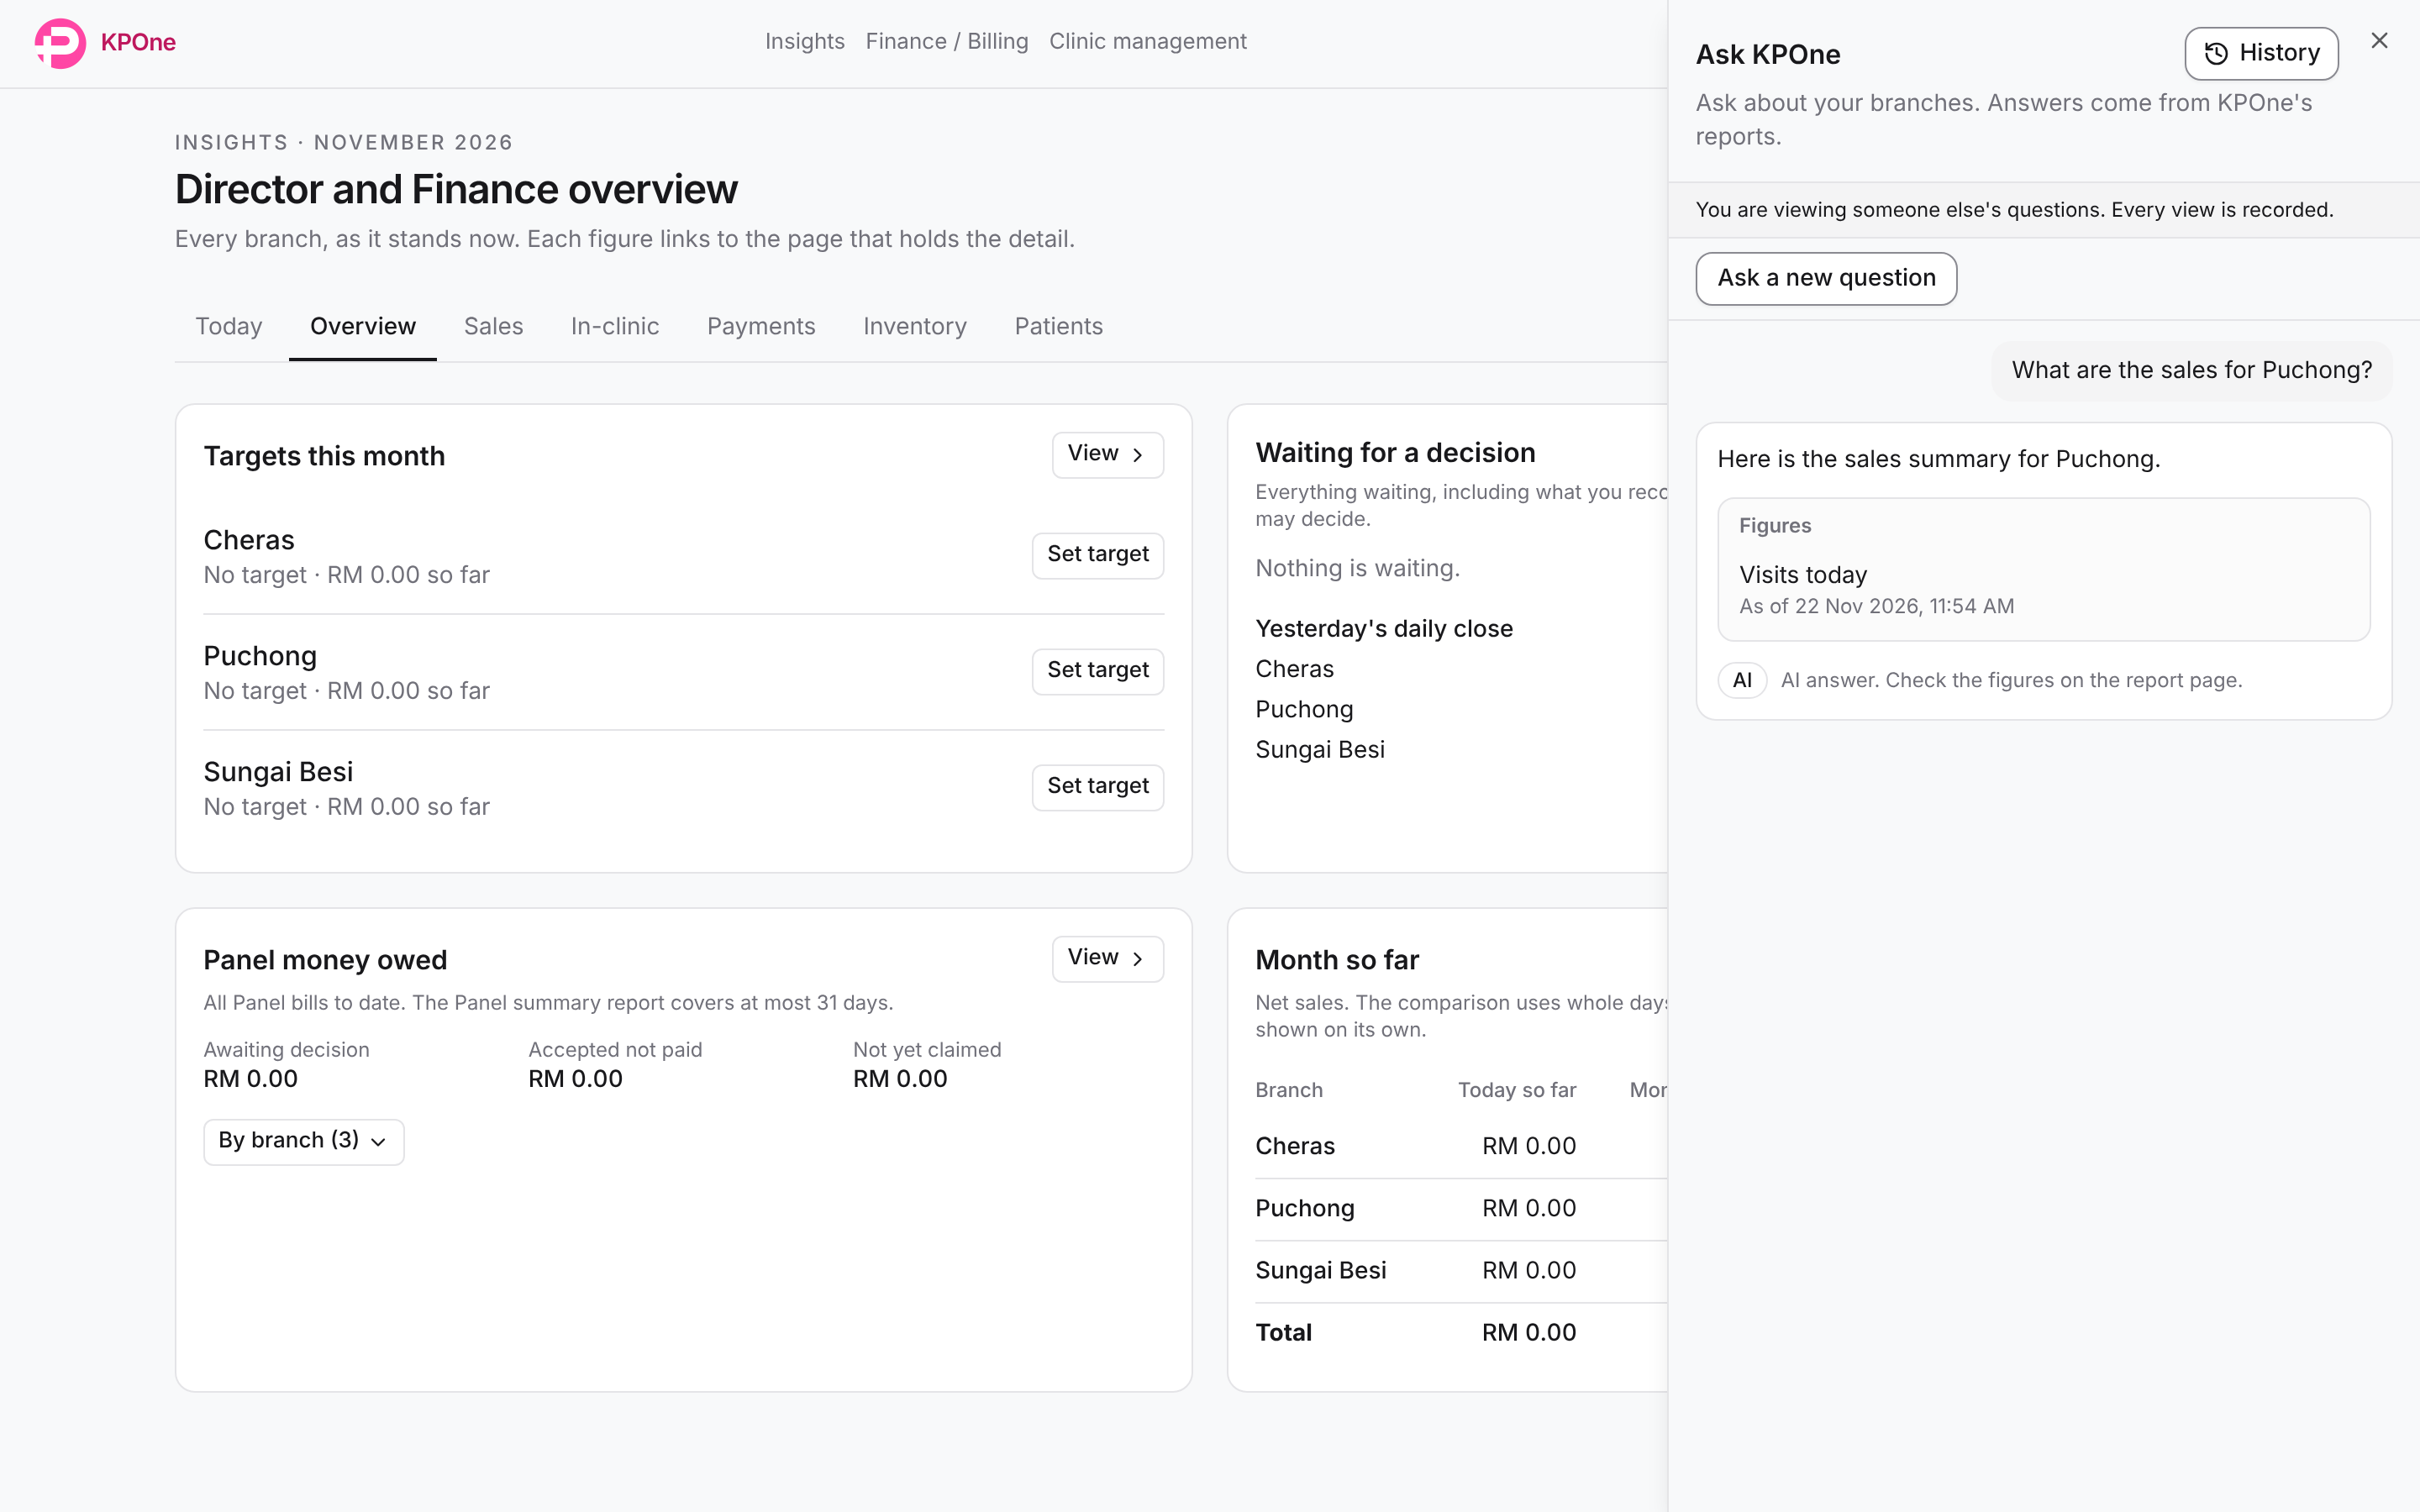 KPOne
Insights
Finance / Billing
Clinic management
INSIGHTS · NOVEMBER 2026
Director and Finance overview
Every branch, as it stands now. Each figure links to the page that holds the detail.
Today
Overview
Sales
In-clinic
Payments
Inventory
Patients
Targets this month
View
Cheras
No target · RM 0.00 so far
Set target
Puchong
No target · RM 0.00 so far
Set target
Sungai Besi
No target · RM 0.00 so far
Set target
Waiting for a decision
Everything waiting, including what you
may decide.
Nothing is waiting.
Yesterday's daily close
Cheras
Puchong
Sungai Besi
Panel money owed
View
All Panel bills to date. The Panel summary report covers at most 31 days.
Awaiting decision
RM 0.00
Accepted not paid
RM 0.00
Not yet claimed
RM 0.00
By branch (3)
Month so far
Net sales. The comparison uses whole
shown on its own.
Branch Today so far
Cheras RM 0.00
Puchong RM 0.00
Sungai Besi RM 0.00
Total RM 0.00
Ask KPOne
History
Ask about your branches. Answers come from KPOne's
reports.
You are viewing someone else's questions. Every view is recorded.
Ask a new question
What are the sales for Puchong?
Here is the sales summary for Puchong.
Figures
Visits today
As of 22 Nov 2026, 11:54 AM
AI
AI answer. Check the figures on the report page.